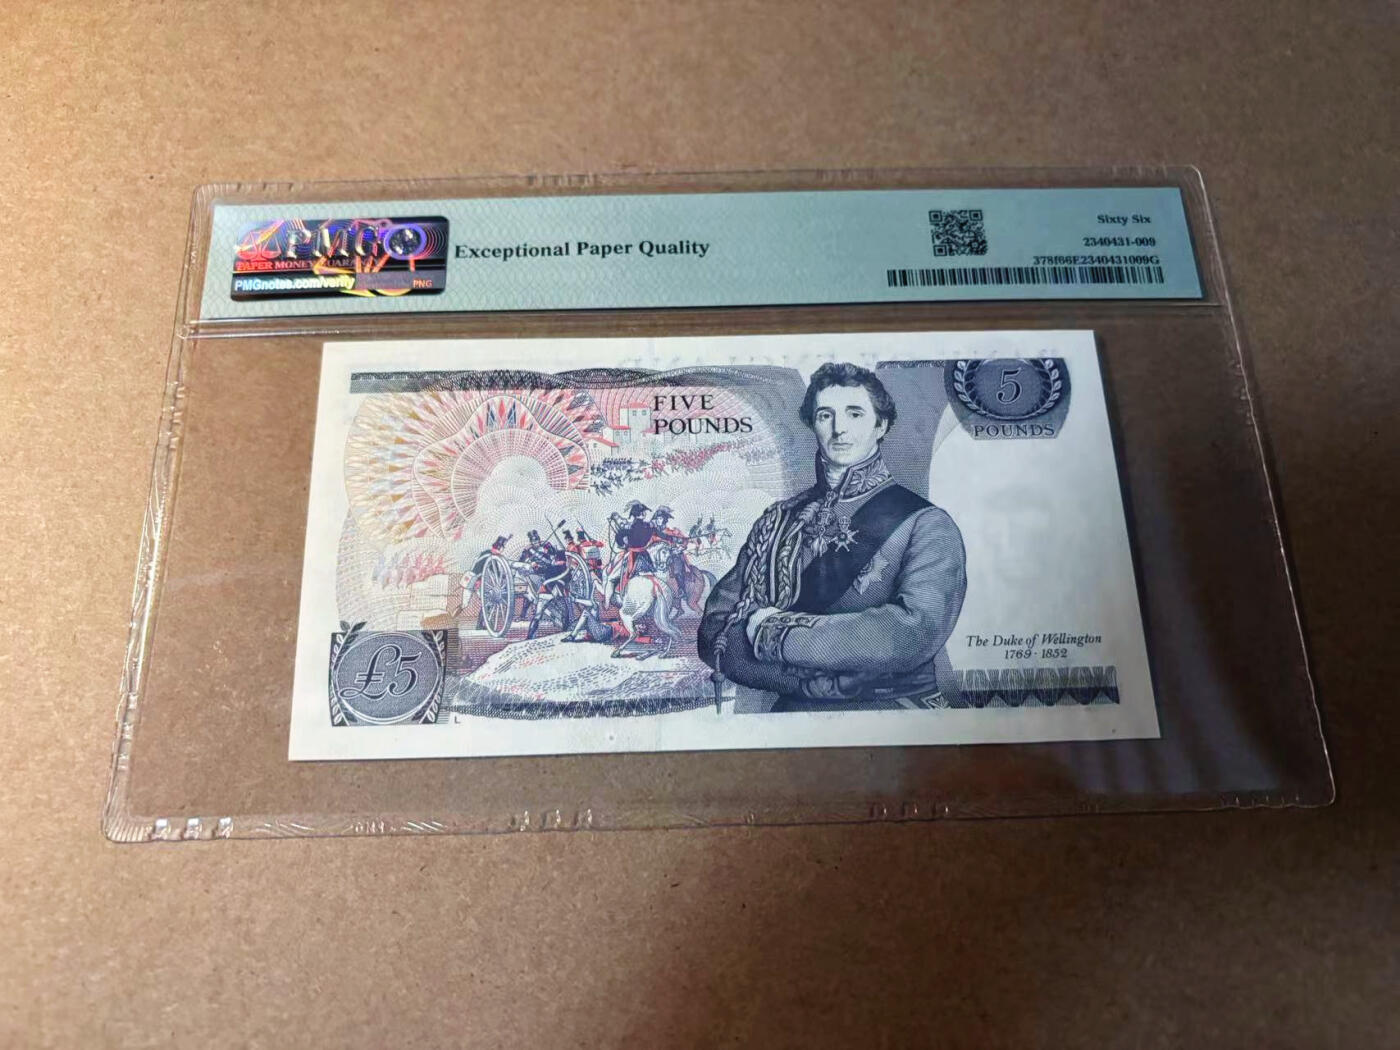 PMG
PAPER MONEY GUARANTY
PMGnotes.com/verify
PMG
Exceptional Paper Quality
Sixty Six
2340431-009
378f66E2340431009G
FIVE
POUNDS
5
POUNDS
The Duke of Wellington
1769 · 1852
£5
L